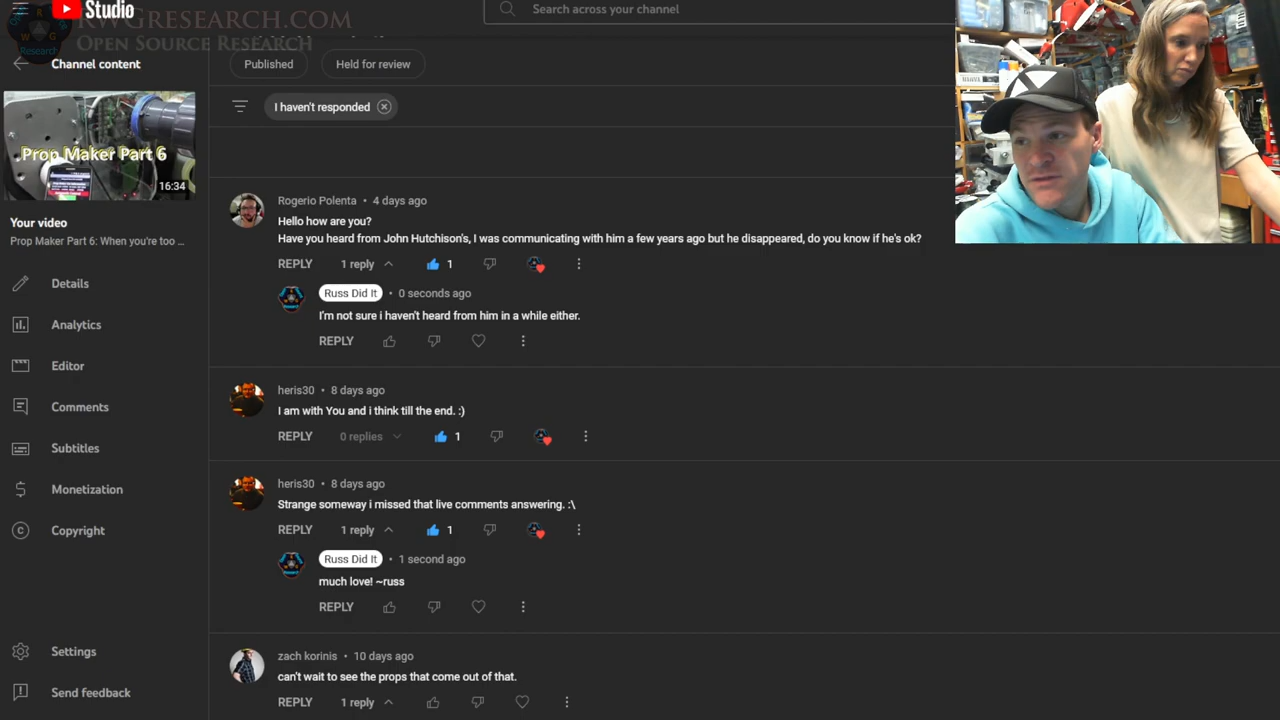 Studio
RWGRESEARCH.COM
OPEN SOURCE RESEARCH
Search across your channel
Channel content
Published
Held for review
I haven't responded
Prop Maker Part 6
16:34
Your video
Prop Maker Part 6: When you're too ...
Details
Analytics
Editor
Comments
Subtitles
Monetization
Copyright
Settings
Send feedback
Rogerio Polenta • 4 days ago
Hello how are you?
Have you heard from John Hutchison's, I was communicating with him a few years ago but he disappeared, do you know if he's ok?
REPLY 1 reply 1
Russ Did It • 0 seconds ago
I'm not sure i haven't heard from him in a while either.
REPLY
heris30 • 8 days ago
I am with You and i think till the end. :)
REPLY 0 replies 1
heris30 • 8 days ago
Strange someway i missed that live comments answering. :\
REPLY 1 reply 1
Russ Did It • 1 second ago
much love! ~russ
REPLY
zach korinis • 10 days ago
can't wait to see the props that come out of that.
REPLY 1 reply